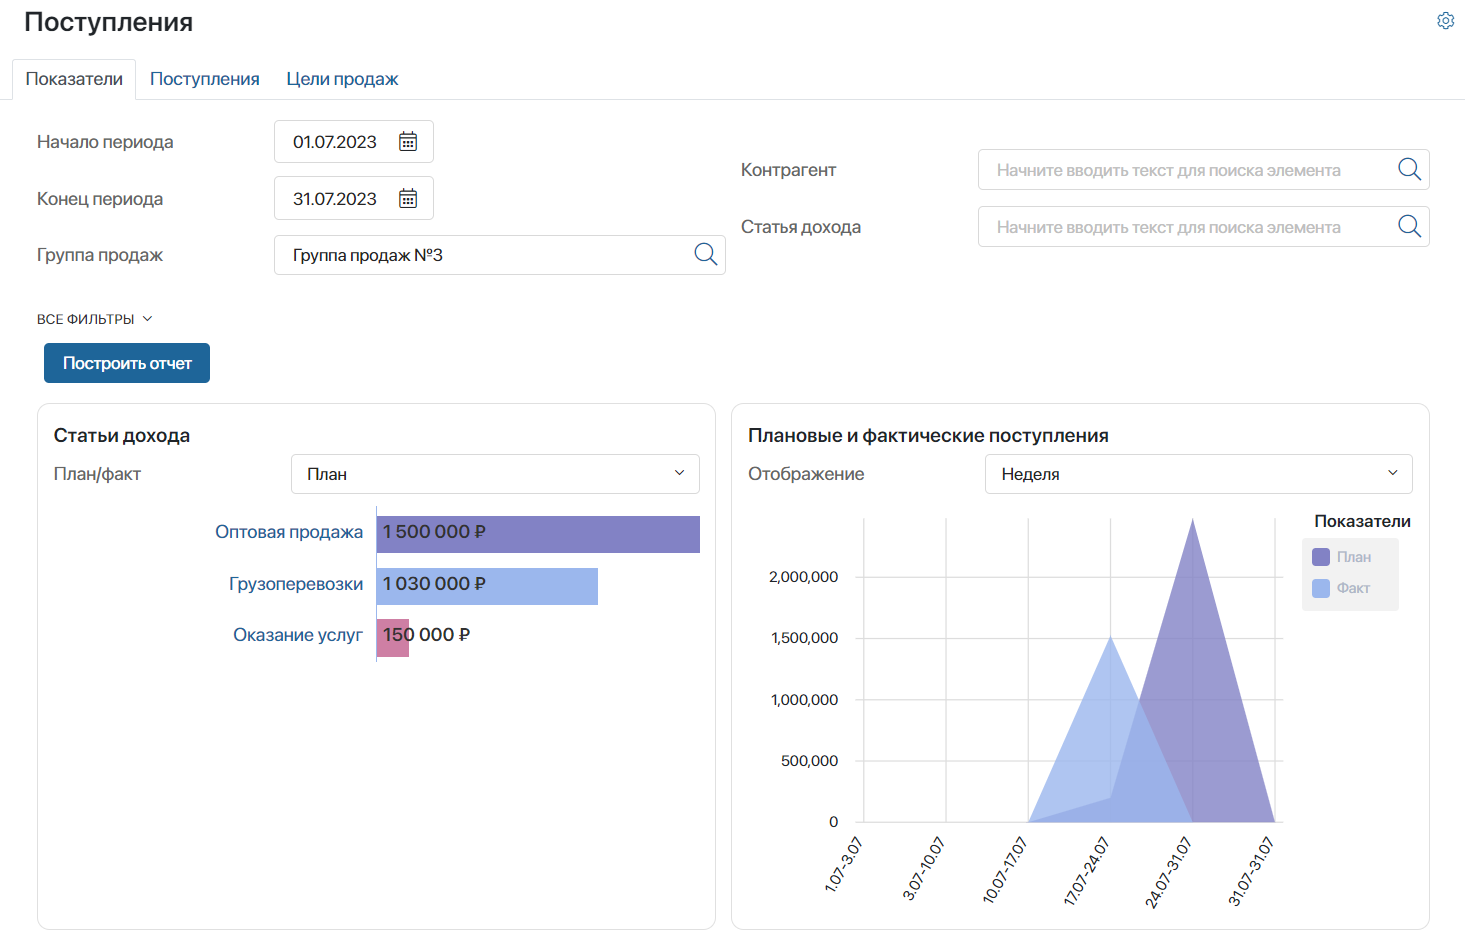 Поступления
Показатели
Поступления
Цели продаж
Начало периода
01.07.2023
Конец периода
31.07.2023
Группа продаж
Группа продаж №3
Контрагент
Начните вводить текст для поиска элемента
Статья дохода
Начните вводить текст для поиска элемента
ВСЕ ФИЛЬТРЫ
Построить отчет
Статьи дохода
План/факт
План
Оптовая продажа
1 500 000 ₽
Грузоперевозки
1 030 000 ₽
Оказание услуг
150 000 ₽
Плановые и фактические поступления
Отображение
Неделя
Показатели
План
Факт
2,000,000
1,500,000
1,000,000
500,000
0
1.07-3.07
3.07-10.07
10.07-17.07
17.07-24.07
24.07-31.07
31.07-31.07